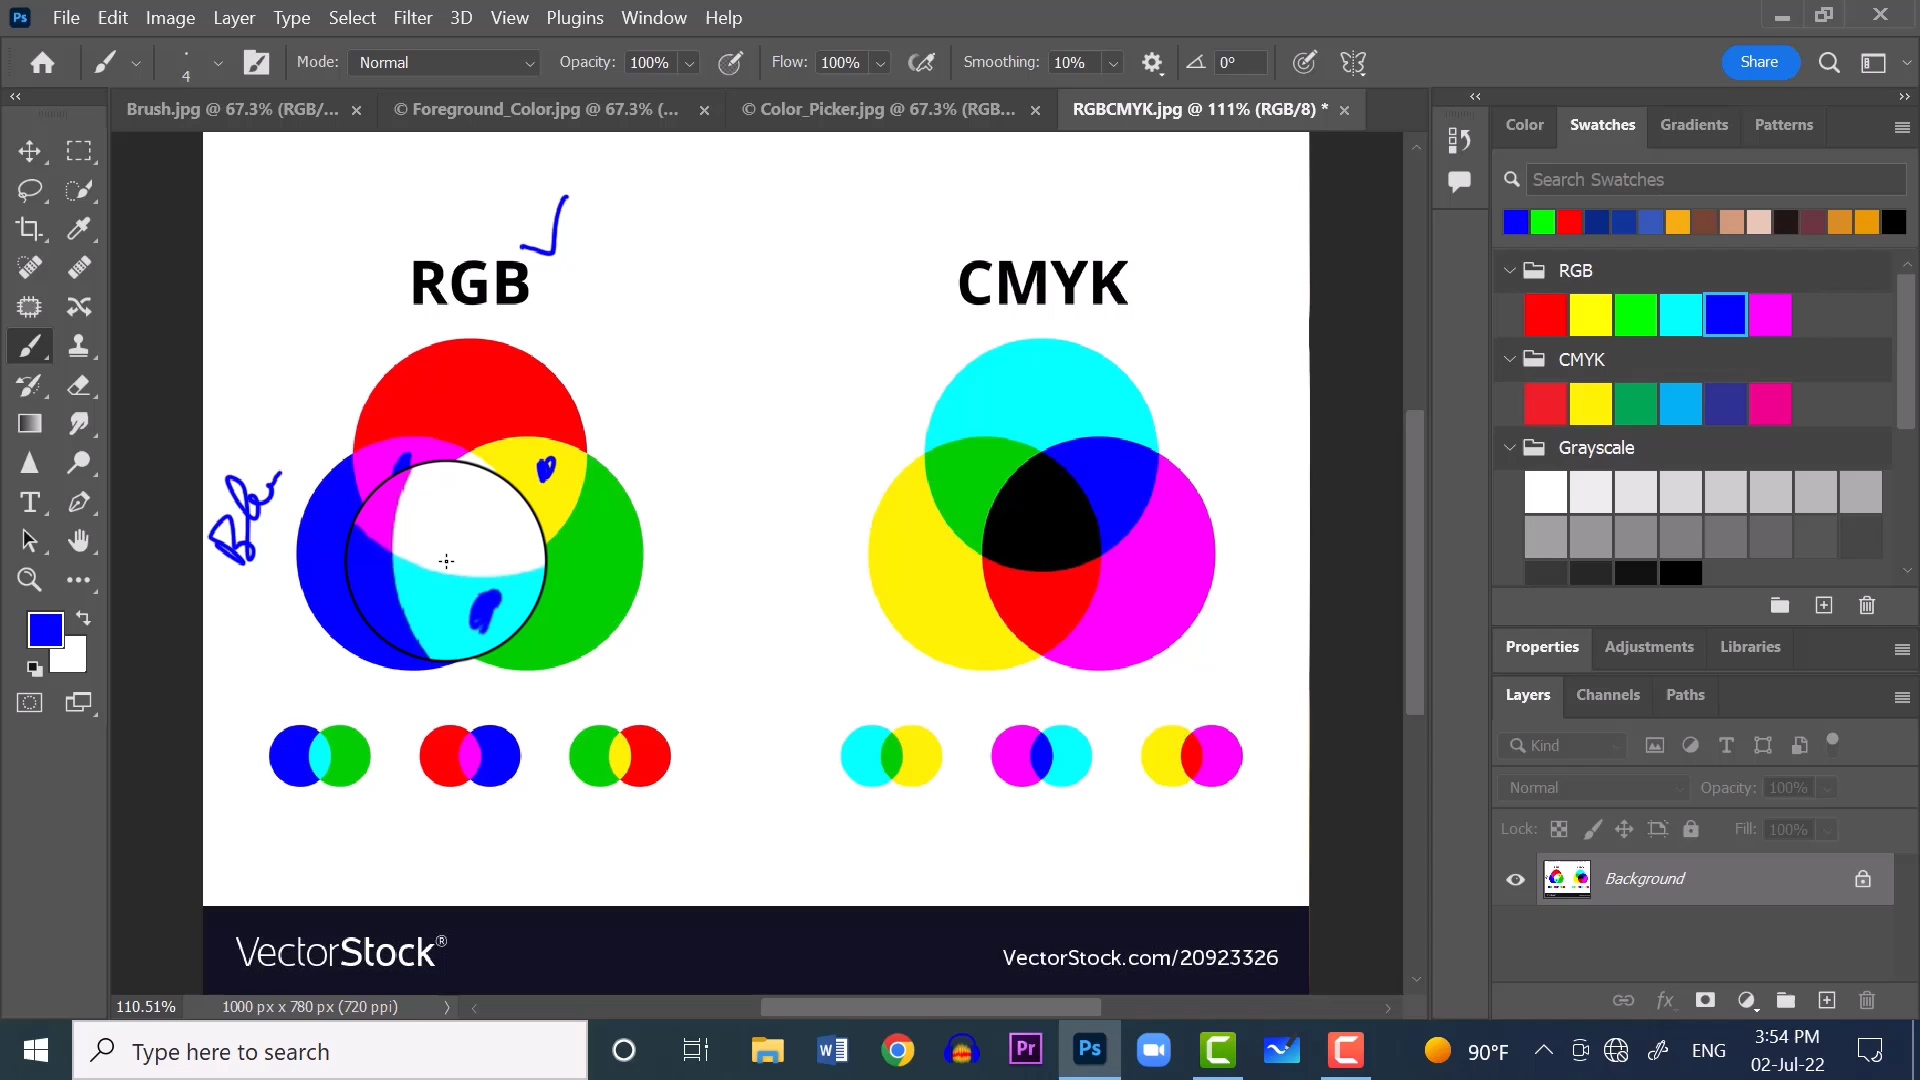 Ps File Edit Image Layer Type Select Filter 3D View Plugins Window Help
4 Mode: Normal Opacity: 100% Flow: 100% Smoothing: 10% 0° Share
Brush.jpg @ 67.3% (RGB/... © Foreground_Color.jpg @ 67.3% (... © Color_Picker.jpg @ 67.3% (RGB... RGBCMYK.jpg @ 111% (RGB/8) *
Color Swatches Gradients Patterns
Search Swatches
RGB
CMYK
Grayscale
RGB
CMYK
Properties Adjustments Libraries
Layers Channels Paths
Kind
Normal Opacity: 100%
Lock: Fill: 100%
Background
VectorStock®
VectorStock.com/20923326
110.51% 1000 px x 780 px (720 ppi)
Type here to search
Pr Ps
90°F ENG
3:54 PM
02-Jul-22